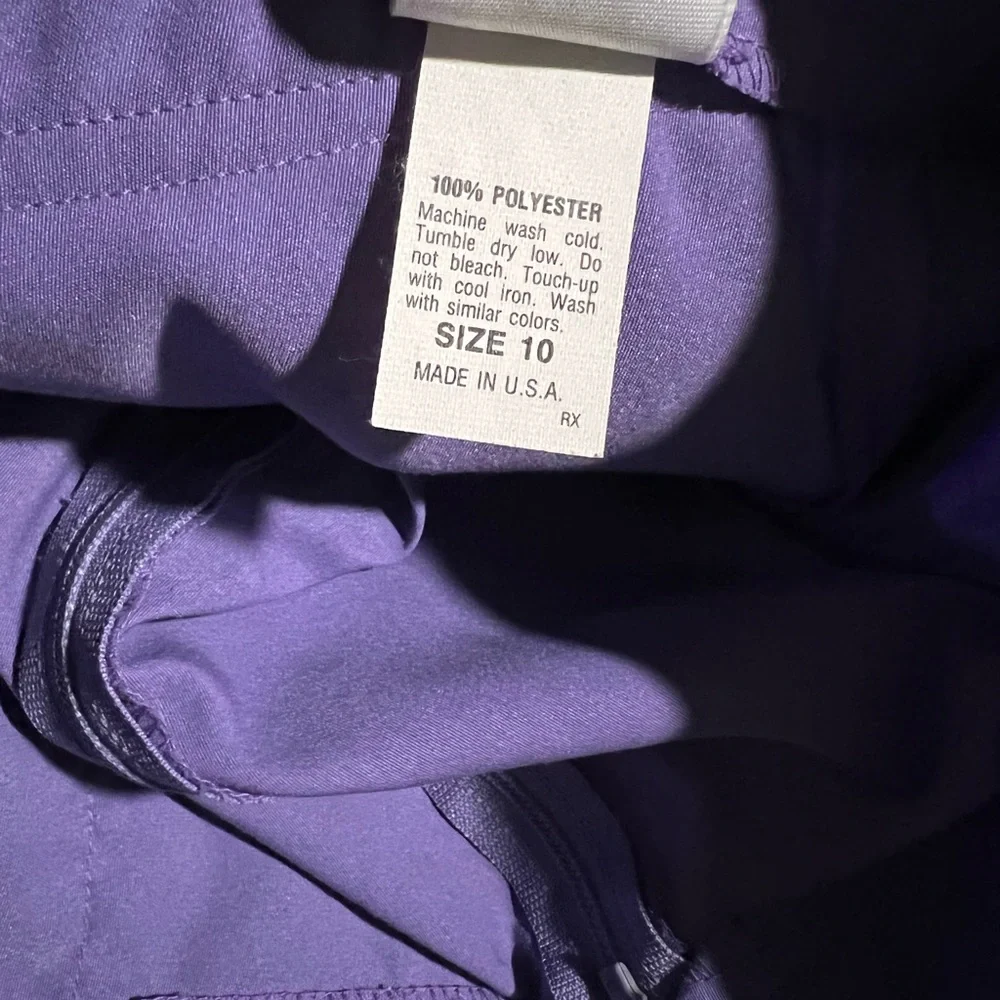 100% POLYESTER
Machine wash cold.
Tumble dry low. Do
not bleach. Touch-up
with cool iron. Wash
with similar colors.
SIZE 10
MADE IN U.S.A.
RX